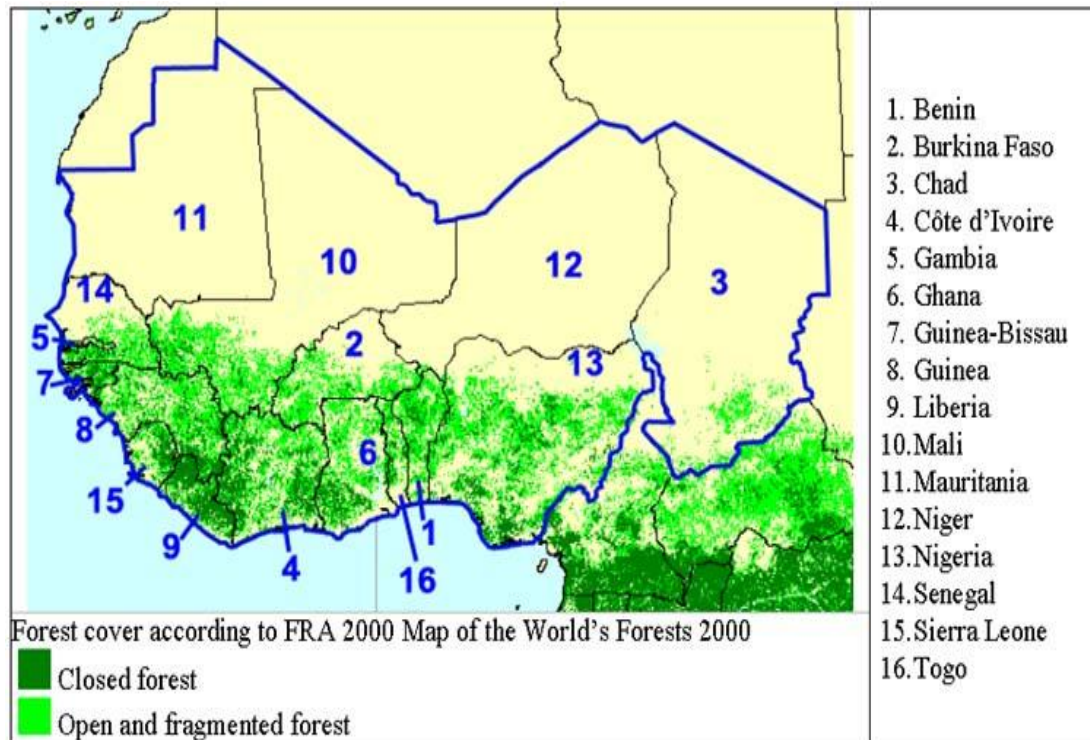 11
10
12
3
14
2
5
13
7
6
8
15
1
9
4
16
Forest cover according to FRA 2000 Map of the World's Forests 2000
Closed forest
Open and fragmented forest
1. Benin
2. Burkina Faso
3. Chad
4. Côte d'Ivoire
5. Gambia
6. Ghana
7. Guinea-Bissau
8. Guinea
9. Liberia
10. Mali
11. Mauritania
12. Niger
13. Nigeria
14. Senegal
15. Sierra Leone
16. Togo